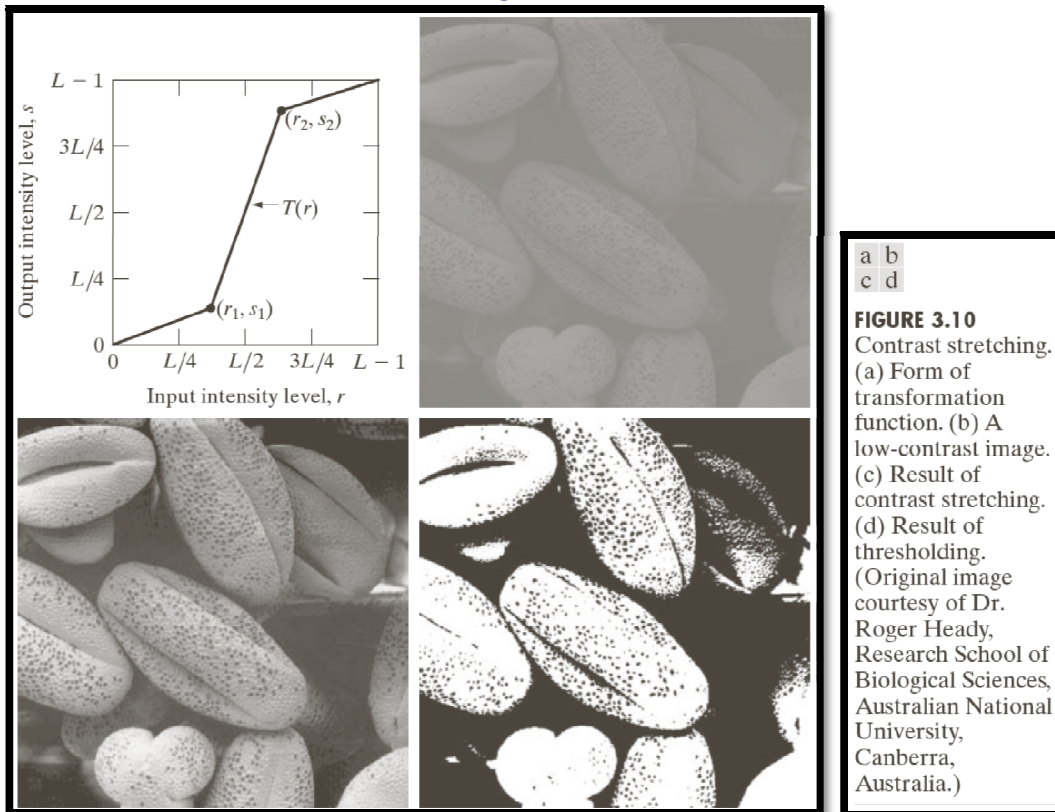 L − 1
3L/4
L/2
L/4
0
Output intensity level, s
(r₂, s₂)
T(r)
(r₁, s₁)
0 L/4 L/2 3L/4 L − 1
Input intensity level, r
a b
c d
FIGURE 3.10
Contrast stretching.
(a) Form of
transformation
function. (b) A
low-contrast image.
(c) Result of
contrast stretching.
(d) Result of
thresholding.
(Original image
courtesy of Dr.
Roger Heady,
Research School of
Biological Sciences,
Australian National
University,
Canberra,
Australia.)